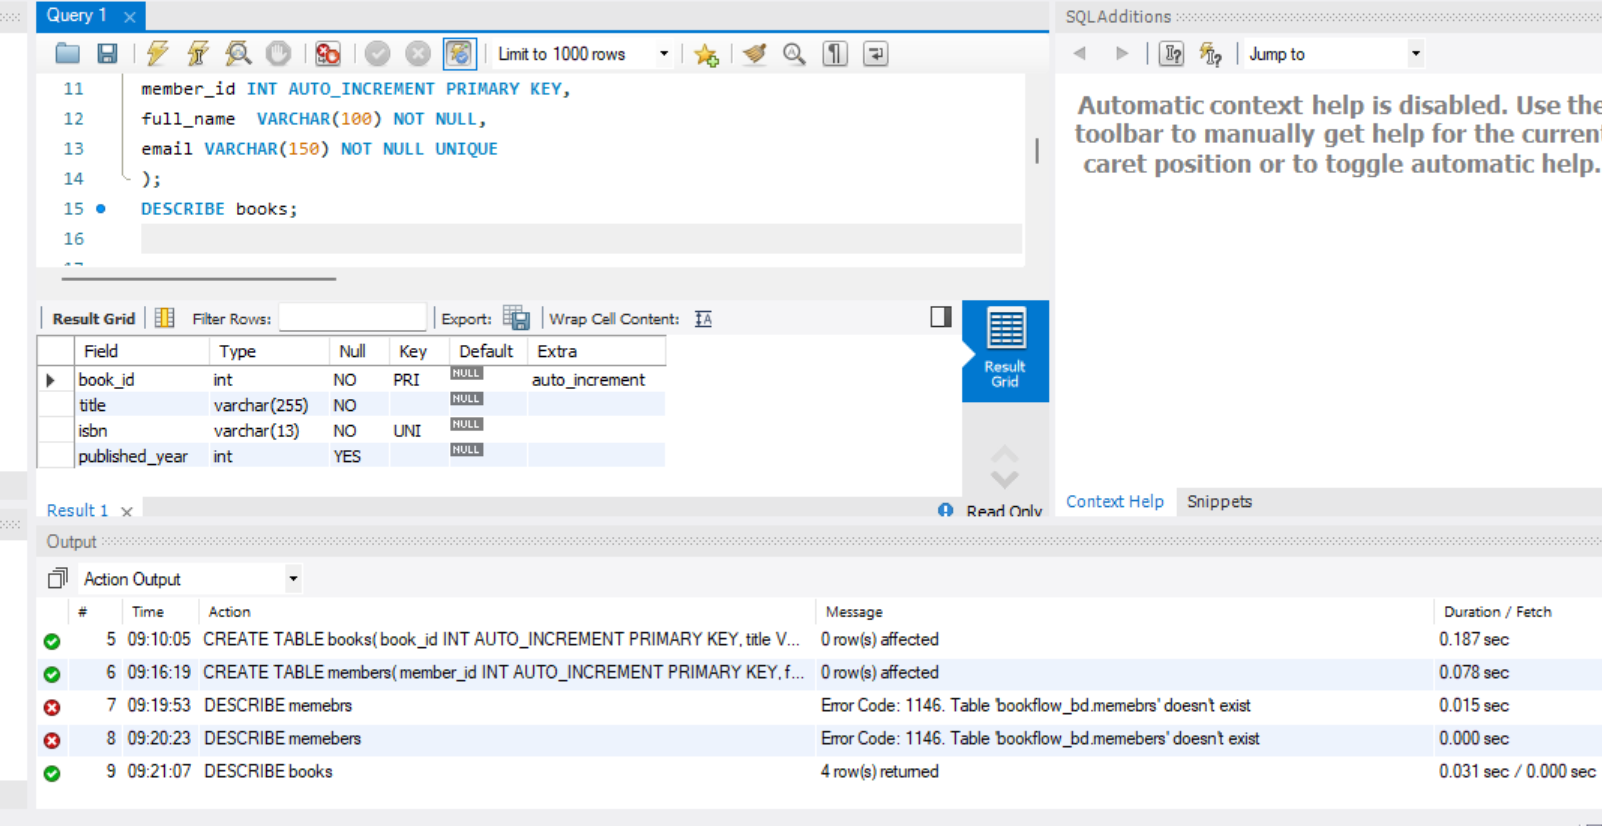 Query 1
SQLAdditions
Limit to 1000 rows
Jump to
11 member_id INT AUTO_INCREMENT PRIMARY KEY,
12 full_name VARCHAR(100) NOT NULL,
13 email VARCHAR(150) NOT NULL UNIQUE
14 );
15 DESCRIBE books;
16
Automatic context help is disabled. Use the
toolbar to manually get help for the current
caret position or to toggle automatic help.
Result Grid Filter Rows: Export: Wrap Cell Content:
Field Type Null Key Default Extra
book_id int NO PRI NULL auto_increment
title varchar(255) NO NULL
isbn varchar(13) NO UNI NULL
published_year int YES NULL
Result
Grid
Result 1
Read Only
Context Help Snippets
Output
Action Output
# Time Action Message Duration / Fetch
5 09:10:05 CREATE TABLE books( book_id INT AUTO_INCREMENT PRIMARY KEY, title V... 0 row(s) affected 0.187 sec
6 09:16:19 CREATE TABLE members( member_id INT AUTO_INCREMENT PRIMARY KEY, f... 0 row(s) affected 0.078 sec
7 09:19:53 DESCRIBE memebrs Error Code: 1146. Table 'bookflow_bd.memebrs' doesn't exist 0.015 sec
8 09:20:23 DESCRIBE memebers Error Code: 1146. Table 'bookflow_bd.memebers' doesn't exist 0.000 sec
9 09:21:07 DESCRIBE books 4 row(s) returned 0.031 sec / 0.000 sec